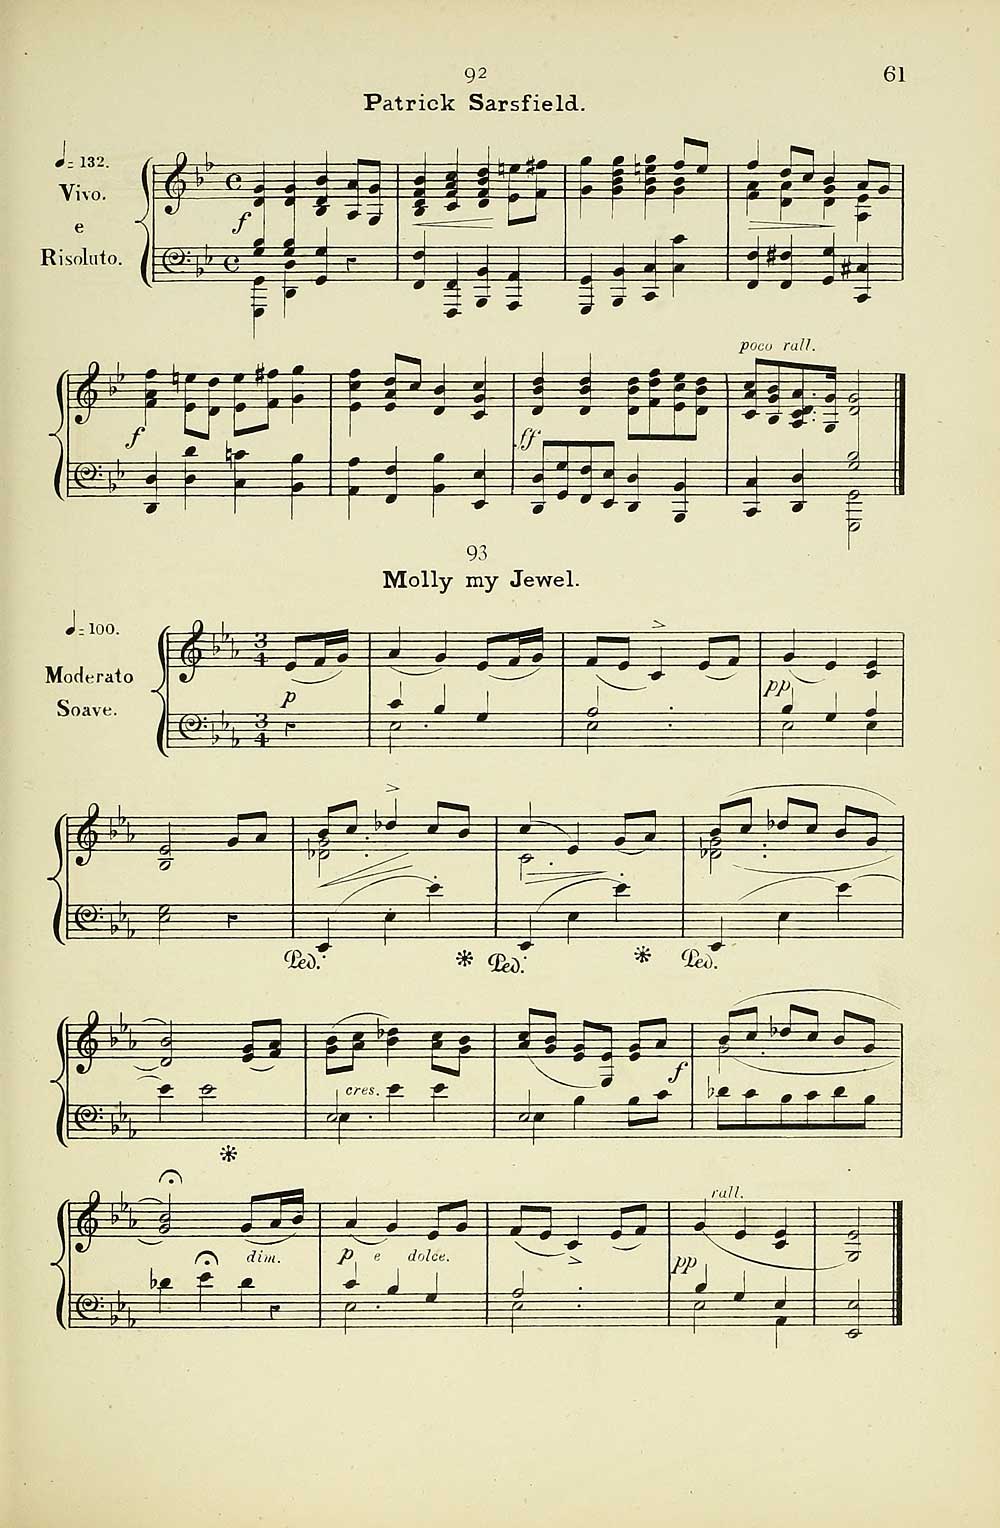 92
61
Patrick Sarsfield.
♩= 132.
Vivo.
e
Risoluto.
f
poco rall.
f
ff
93
Molly my Jewel.
♩= 100.
Moderato
Soave.
p
pp
Ped.
Ped.
Ped.
cres.
f
rall.
dim.
p e dolce.
pp